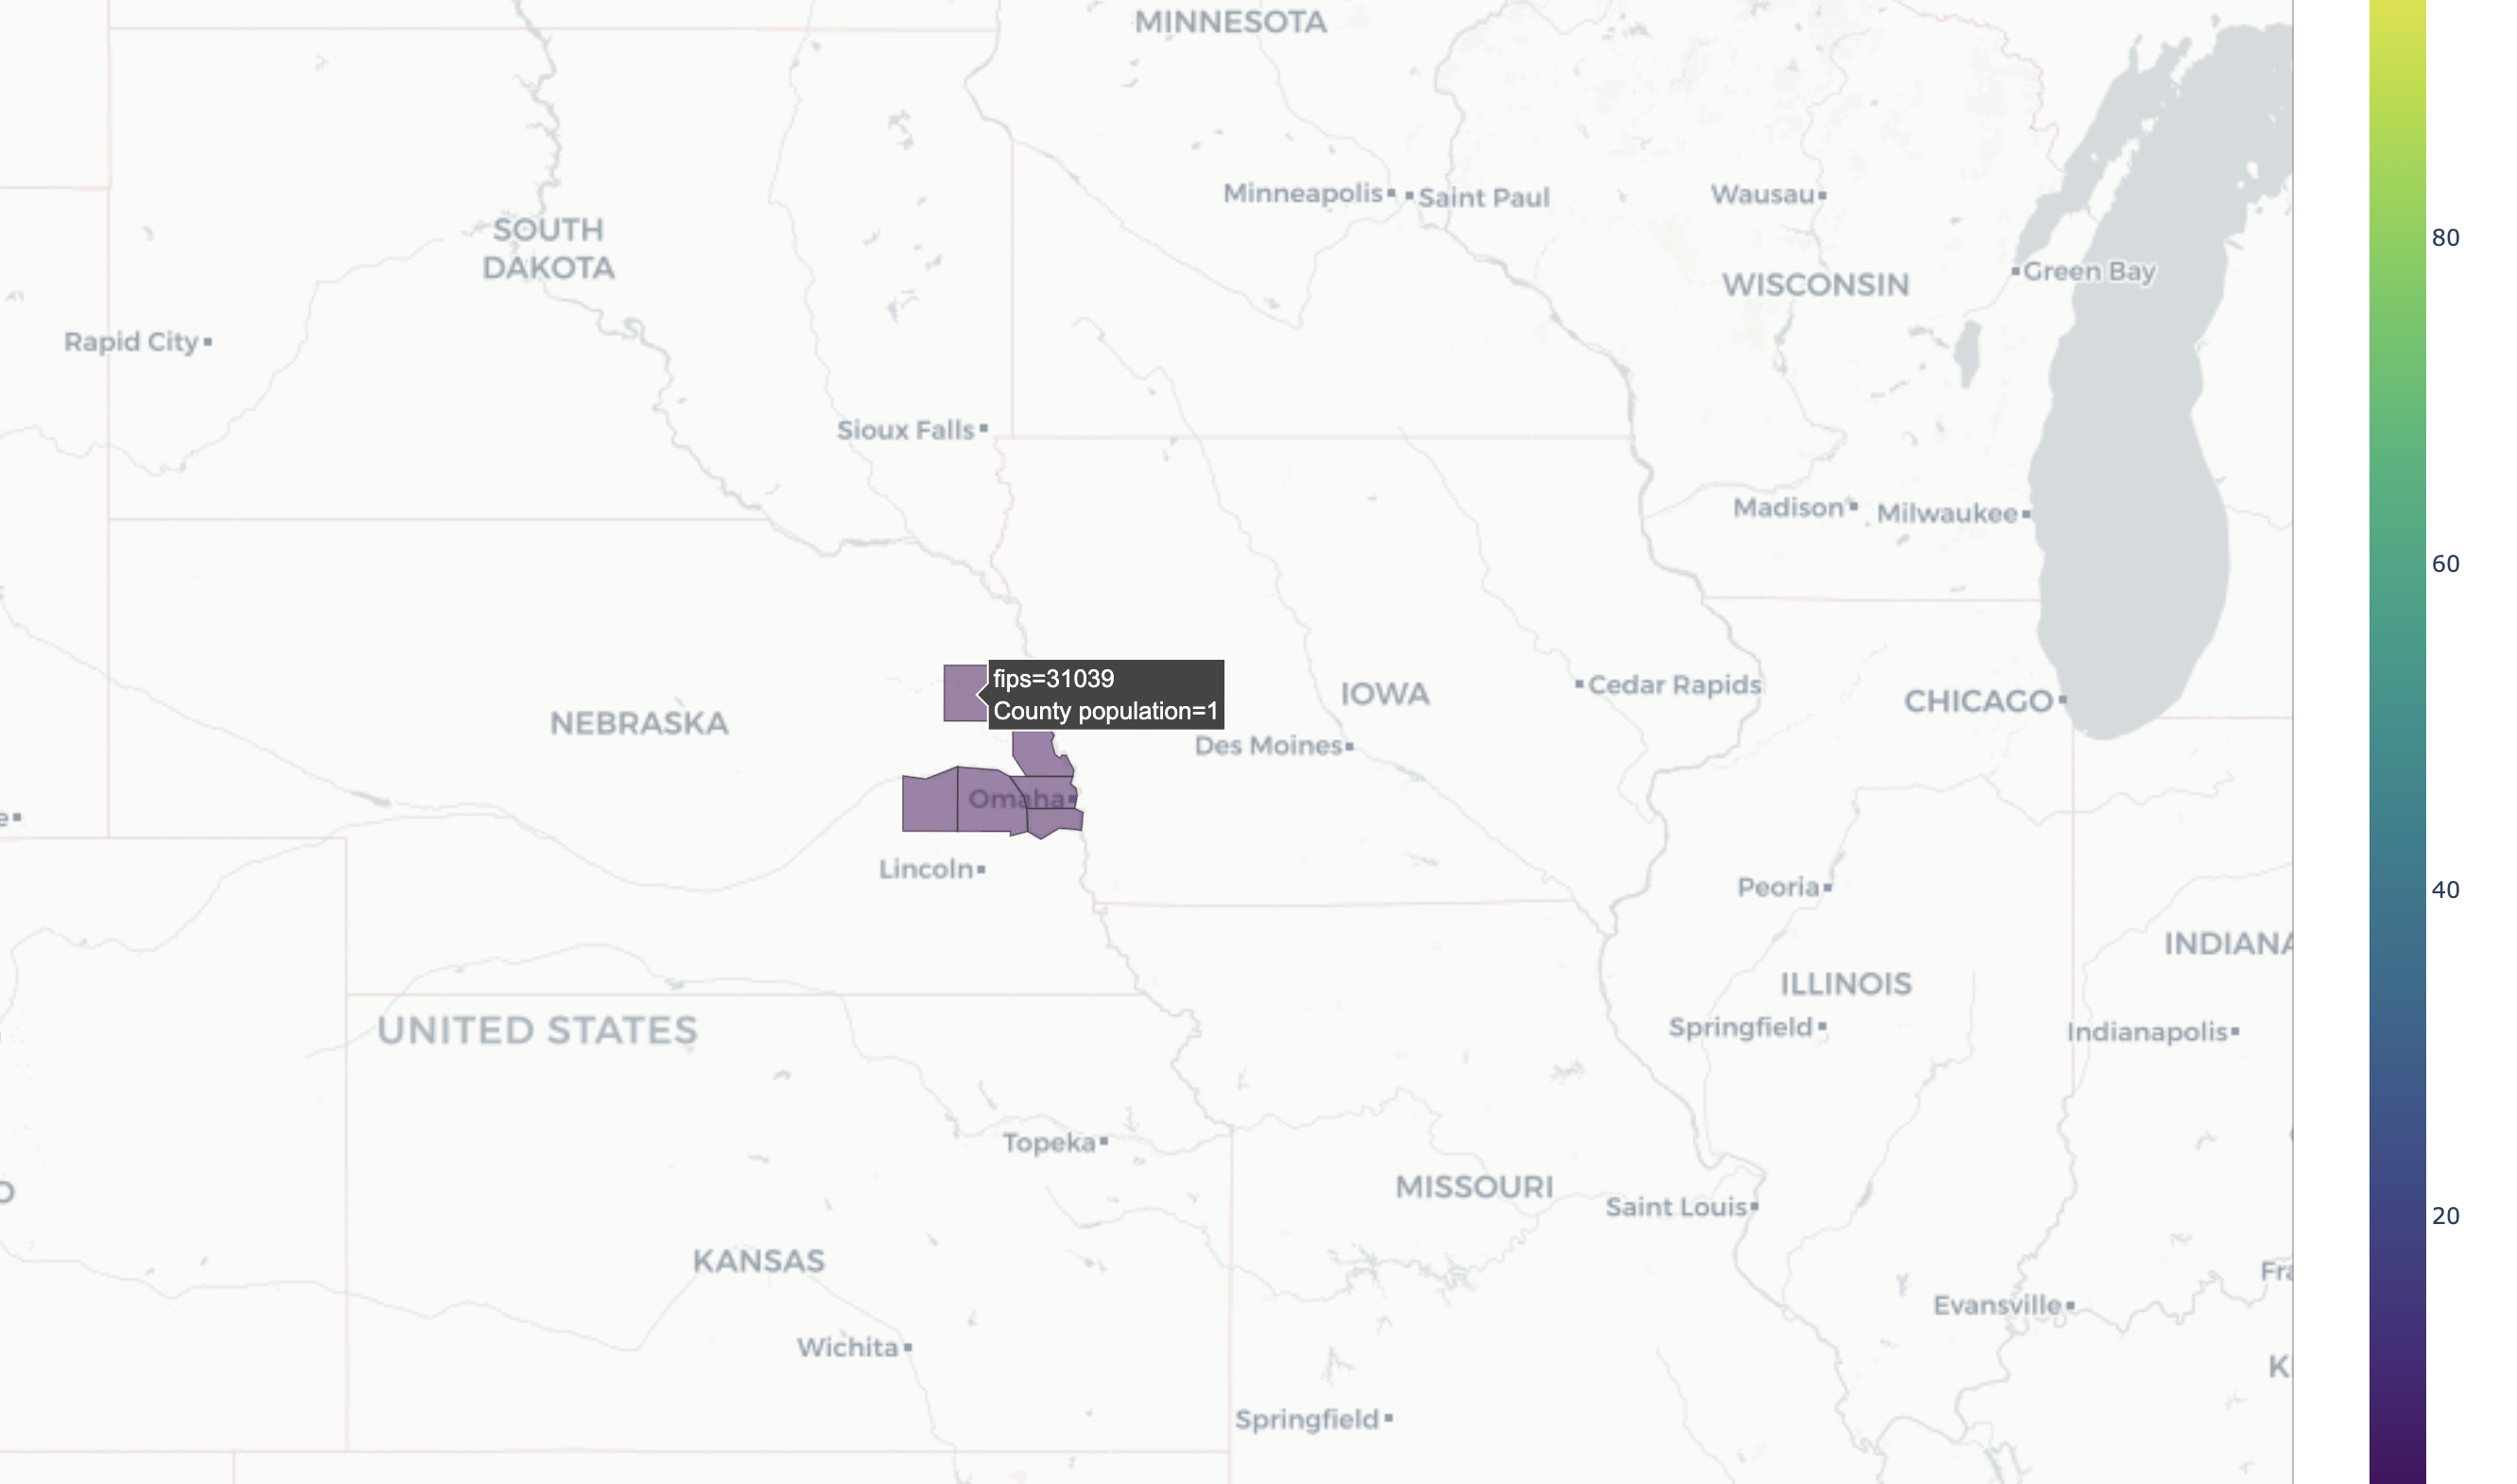 MINNESOTA
Minneapolis
Saint Paul
Wausau
SOUTH
DAKOTA
WISCONSIN
Green Bay
Rapid City
Sioux Falls
Madison
Milwaukee
fips=31039
County population=1
IOWA
Cedar Rapids
CHICAGO
NEBRASKA
Des Moines
Omaha
Lincoln
Peoria
INDIANA
ILLINOIS
UNITED STATES
Springfield
Indianapolis
Topeka
MISSOURI
Saint Louis
KANSAS
Evansville
Wichita
Springfield
80
60
40
20